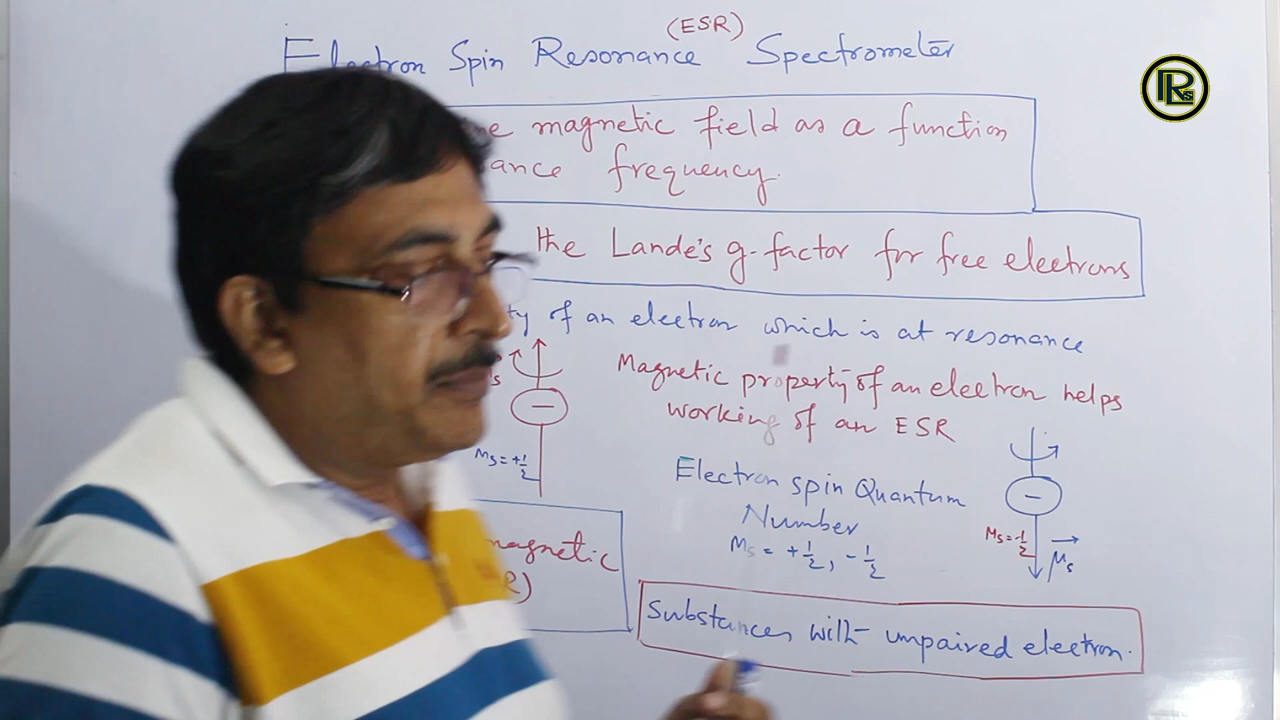 (ESR)
Electron Spin Resonance Spectrometer
magnetic field as a function
frequency.
the Lande's g-factor for free electrons
of an electron which is at resonance
Magnetic property of an electron helps
working of an ESR
Ms = +1/2
Electron spin Quantum
Number
Ms = +1/2, -1/2
Ms = -1/2
μs
Substances with unpaired electron.